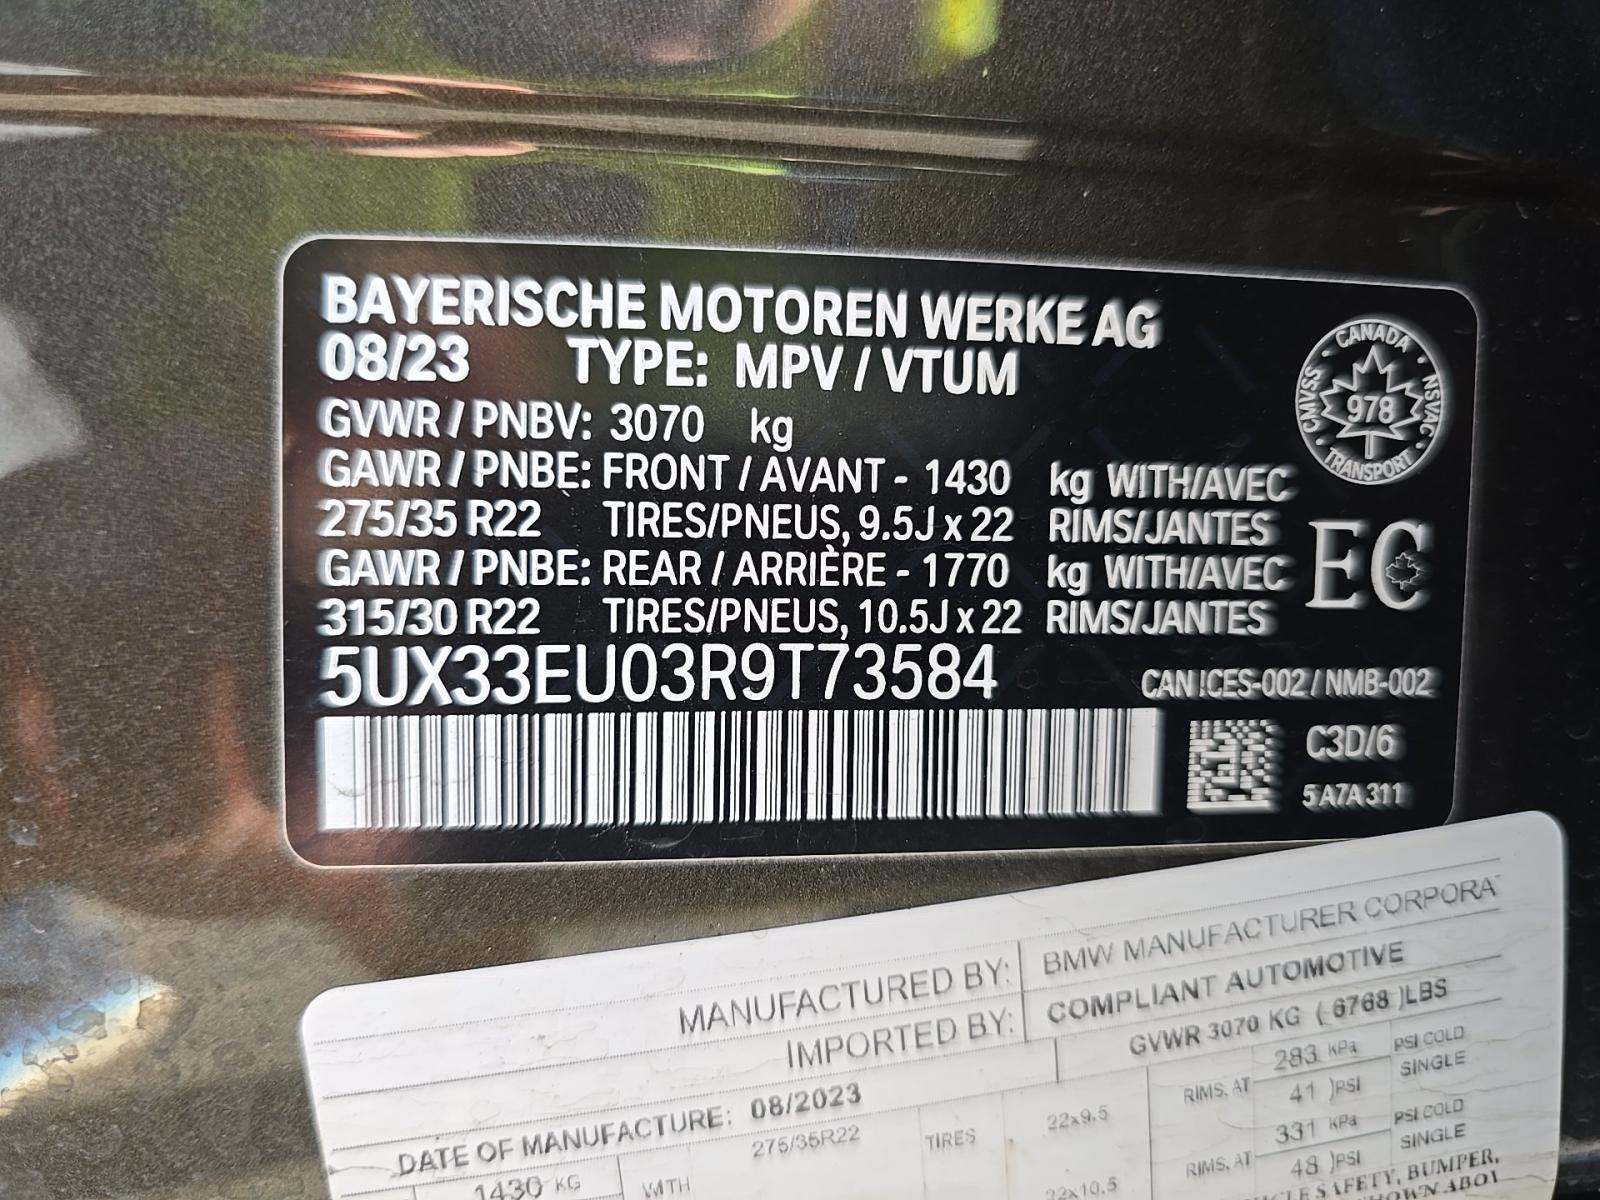 BAYERISCHE MOTOREN WERKE AG
08/23 TYPE: MPV / VTUM
GVWR / PNBV: 3070 kg
GAWR / PNBE: FRONT / AVANT - 1430 kg WITH/AVEC
275/35 R22 TIRES/PNEUS, 9.5J x 22 RIMS/JANTES
GAWR / PNBE: REAR / ARRIÈRE - 1770 kg WITH/AVEC
315/30 R22 TIRES/PNEUS, 10.5J x 22 RIMS/JANTES
5UX33EU03R9T73584
CANADA
CMVSS 978 NSVAC
TRANSPORT
EC
CAN ICES-002 / NMB-002
C3D/6
5A7A311
MANUFACTURED BY: BMW MANUFACTURER CORPORAT
IMPORTED BY: COMPLIANT AUTOMOTIVE
GVWR 3070 KG (6768)LBS
DATE OF MANUFACTURE: 08/2023
1430 KG WITH 275/35R22 TIRES 22x9.5 RIMS, AT 283 KPa PSI COLD
41 )PSI SINGLE
22x10.5 RIMS, AT 331 KPa PSI COLD
48 )PSI SINGLE
SAFETY, BUMPER,